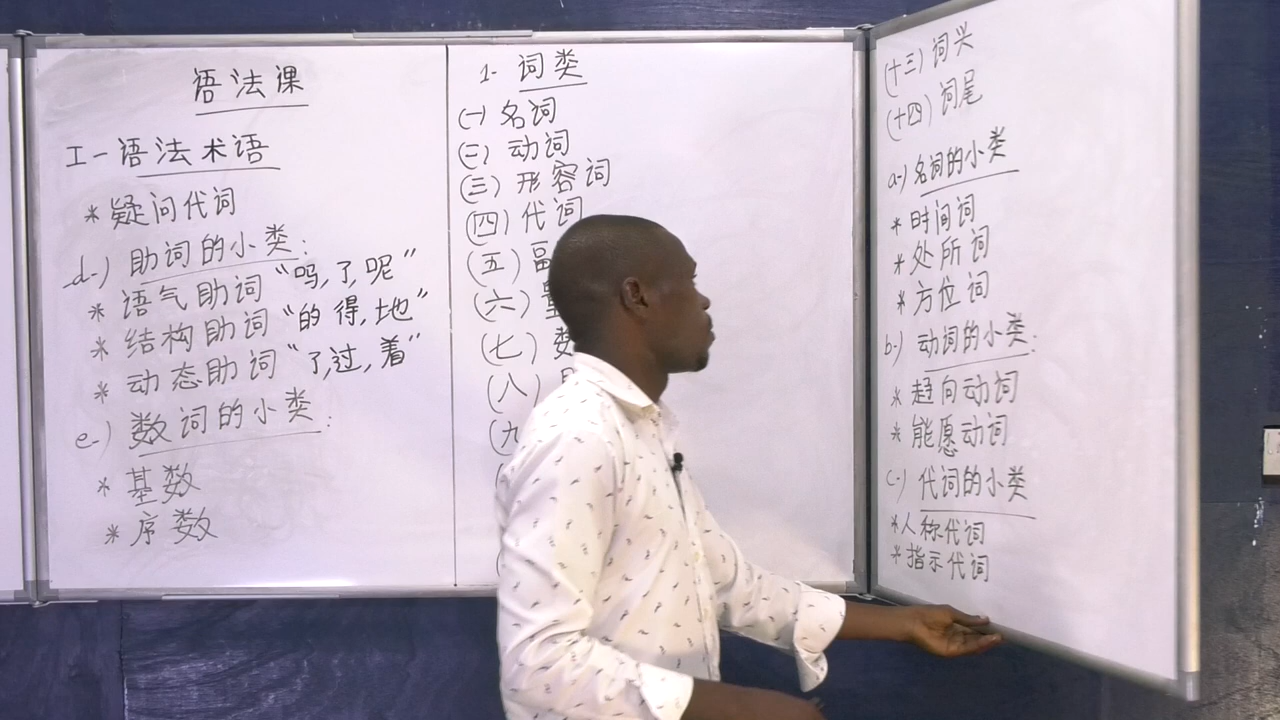 语法课
I-语法术语
* 疑问代词
d-) 助词的小类:
* 语气助词 “吗,了,呢”
* 结构助词 “的 得,地”
* 动态助词 “了,过,着”
e-) 数词的小类:
* 基数
* 序数
1- 词类
(一) 名词
(二) 动词
(三) 形容词
(四) 代词
(五) 副
(六)
(七) 数
(八)
(十三) 词兴
(十四) 词尾
a-) 名词的小类
* 时间词
* 处所词
* 方位词
b-) 动词的小类:
* 趋向动词
* 能愿动词
c-) 代词的小类
* 人称代词
* 指示代词